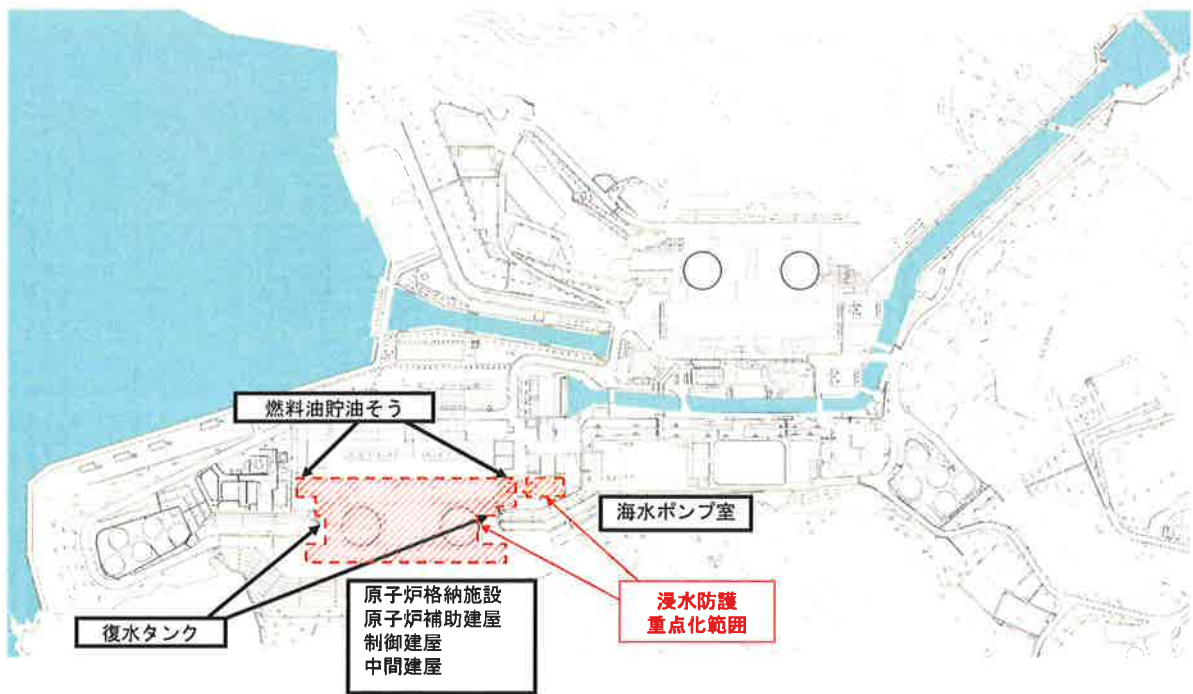 燃料油貯油そう
海水ポンプ室
原子炉格納施設
原子炉補助建屋
制御建屋
中間建屋
浸水防護
重点化範囲
復水タンク